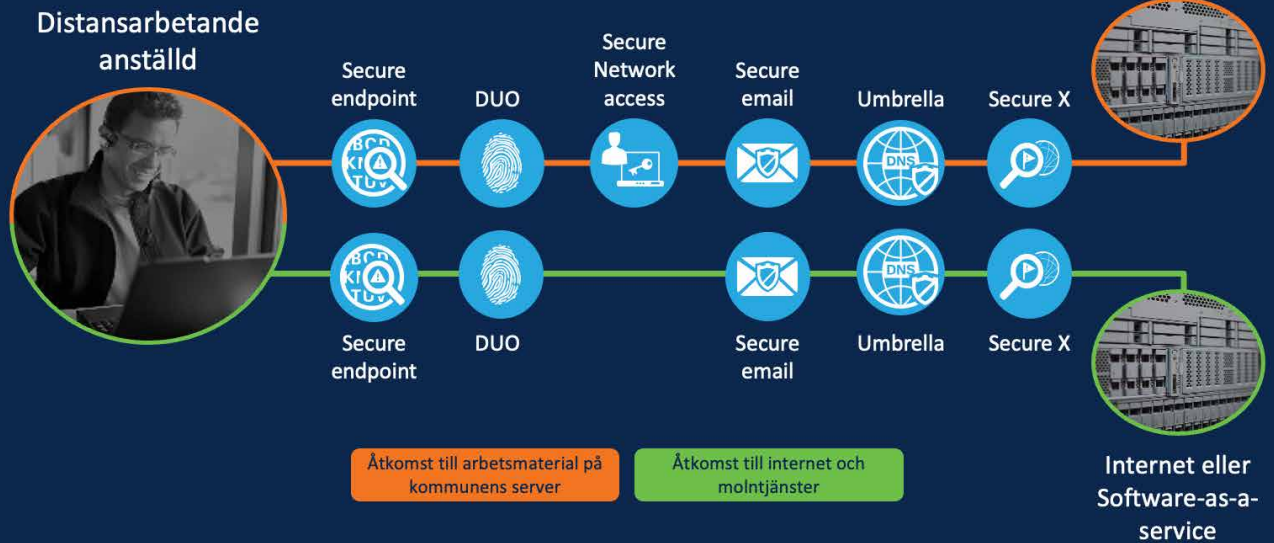 Distansarbetande
anställd
Secure
endpoint
DUO
Secure
Network
access
Secure
email
Umbrella
Secure X
DNS
DNS
Secure
endpoint
DUO
Secure
email
Umbrella
Secure X
Åtkomst till arbetsmaterial på
kommunens server
Åtkomst till internet och
molntjänster
Internet eller
Software-as-a-
service